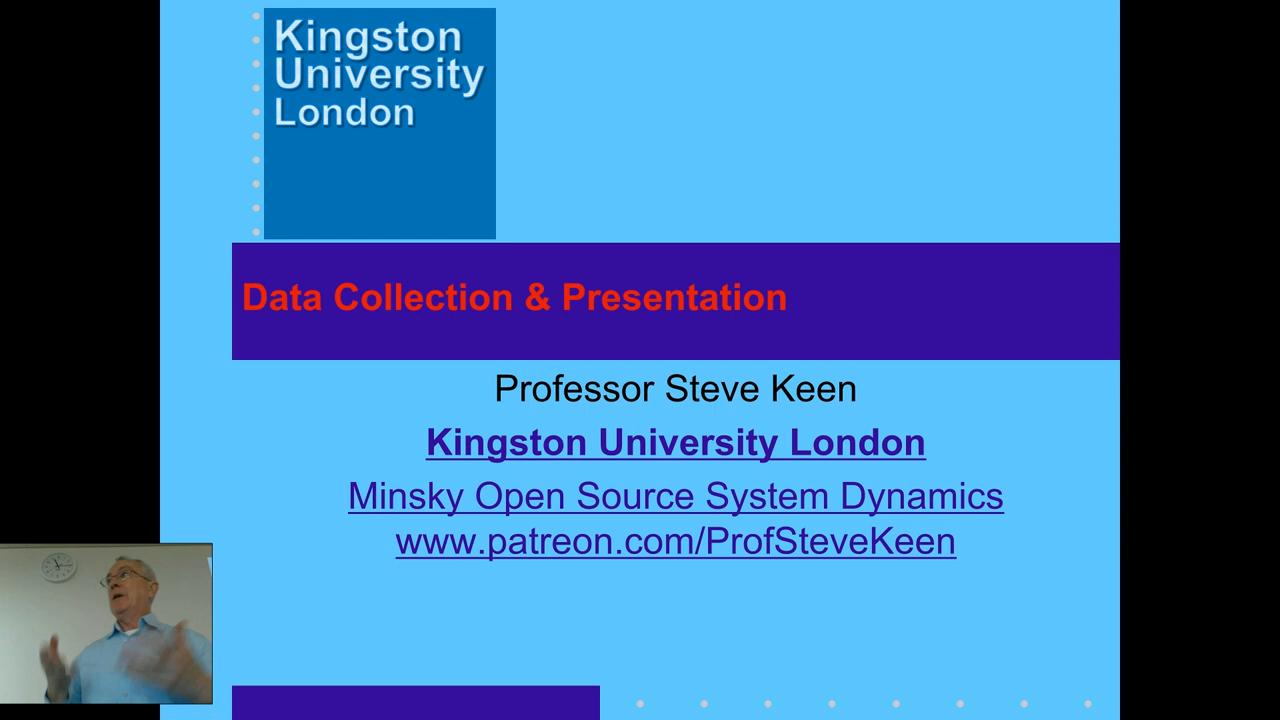 Kingston
University
London
Data Collection & Presentation
Professor Steve Keen
Kingston University London
Minsky Open Source System Dynamics
www.patreon.com/ProfSteveKeen